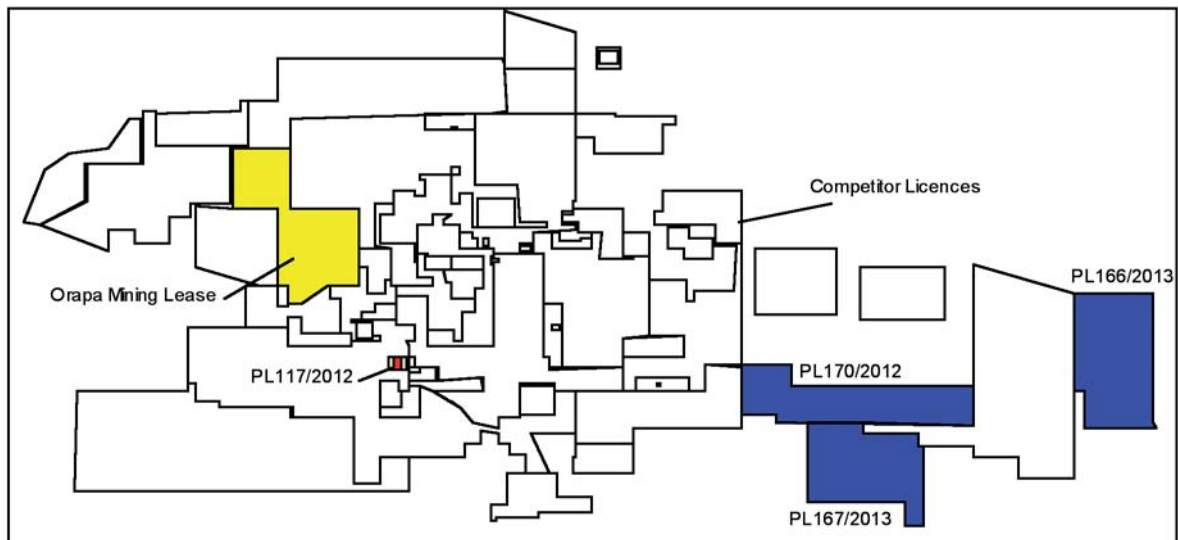 Competitor Licences
PL166/2013
Orapa Mining Lease
PL117/2012
PL170/2012
PL167/2013